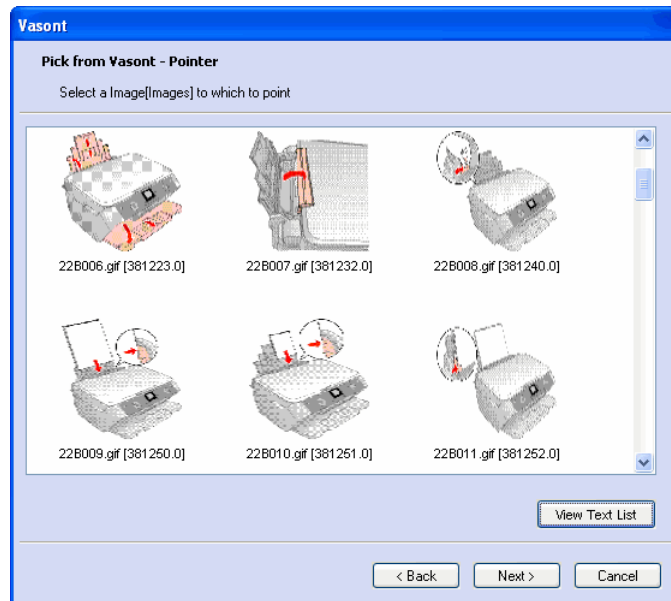 Vasont
Pick from Vasont - Pointer
Select a Image[Images] to which to point
22B006.gif [381223.0] 22B007.gif [381232.0] 22B008.gif [381240.0]
22B009.gif [381250.0] 22B010.gif [381251.0] 22B011.gif [381252.0]
View Text List
< Back Next > Cancel